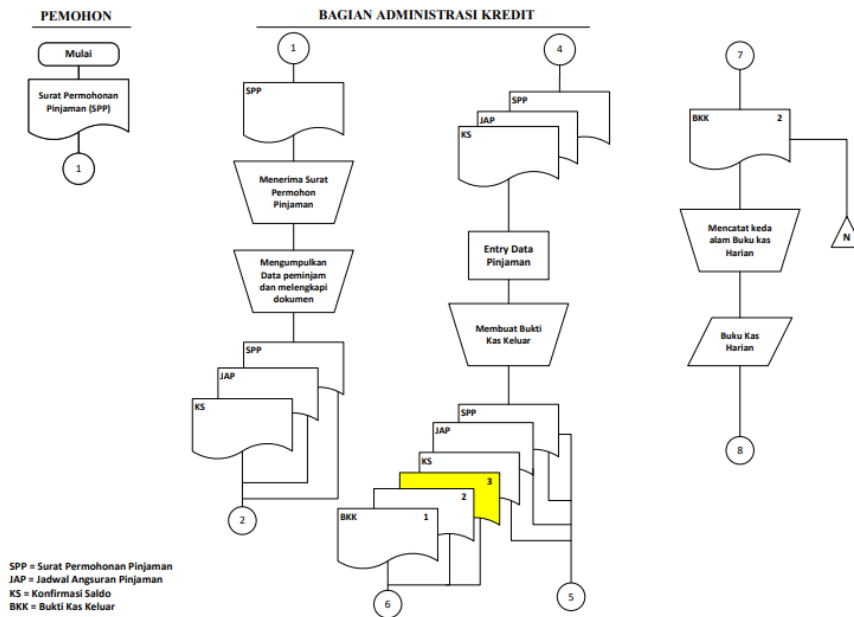 PEMOHON
BAGIAN ADMINISTRASI KREDIT
Mulai
Surat Permohonan
Pinjaman (SPP)
1
1
SPP
Menerima Surat
Permohon
Pinjaman
Mengumpulkan
Data peminjam
dan melengkapi
dokumen
SPP
JAP
KS
2
4
SPP
JAP
KS
Entry Data
Pinjaman
Membuat Bukti
Kas Keluar
SPP
JAP
KS
3
2
BKK 1
6
5
7
BKK 2
N
Mencatat keda
alam Buku kas
Harian
Buku Kas
Harian
8
SPP = Surat Permohonan Pinjaman
JAP = Jadwal Angsuran Pinjaman
KS = Konfirmasi Saldo
BKK = Bukti Kas Keluar